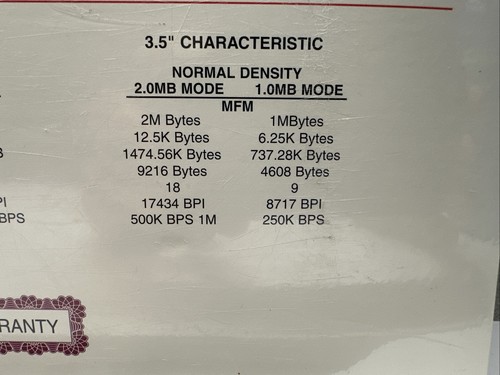 3.5" CHARACTERISTIC
NORMAL DENSITY
2.0MB MODE 1.0MB MODE
MFM
2M Bytes 1MBytes
12.5K Bytes 6.25K Bytes
1474.56K Bytes 737.28K Bytes
9216 Bytes 4608 Bytes
18 9
PI 17434 BPI 8717 BPI
BPS 500K BPS 1M 250K BPS
RANTY